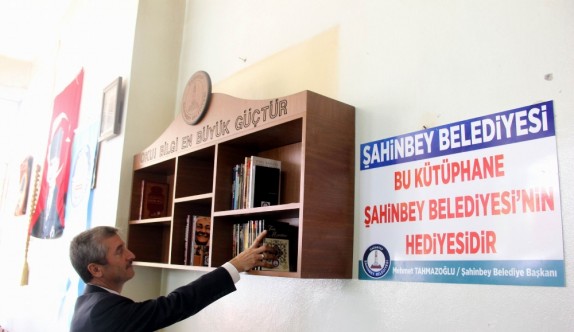 OKU! BİLGİ EN BÜYÜK GÜÇTÜR
ŞAHİNBEY BELEDİYESİ
BU KÜTÜPHANE
ŞAHİNBEY BELEDİYESİ'NİN
HEDİYESİDİR
Mehmet TAHMAZOĞLU / Şahinbey Belediye Başkanı